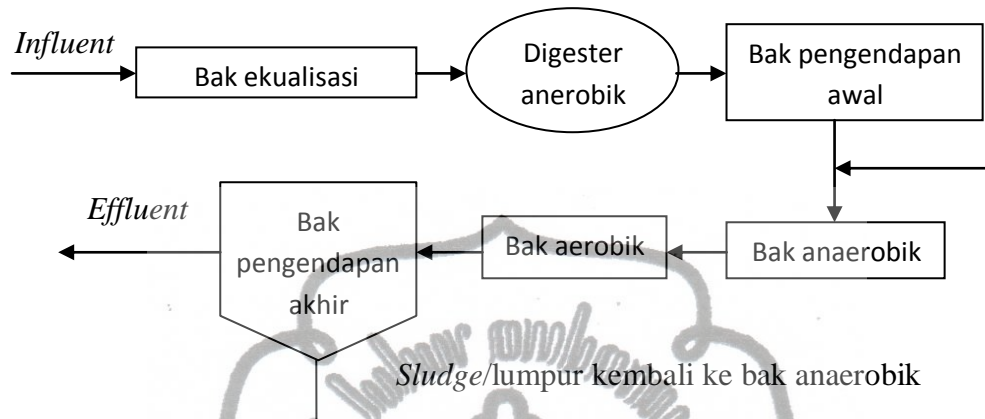 Influent
Bak ekualisasi
Digester
anerobik
Bak pengendapan
awal
Effluent
Bak
pengendapan
akhir
Bak aerobik
Bak anaerobik
Sludge/lumpur kembali ke bak anaerobik